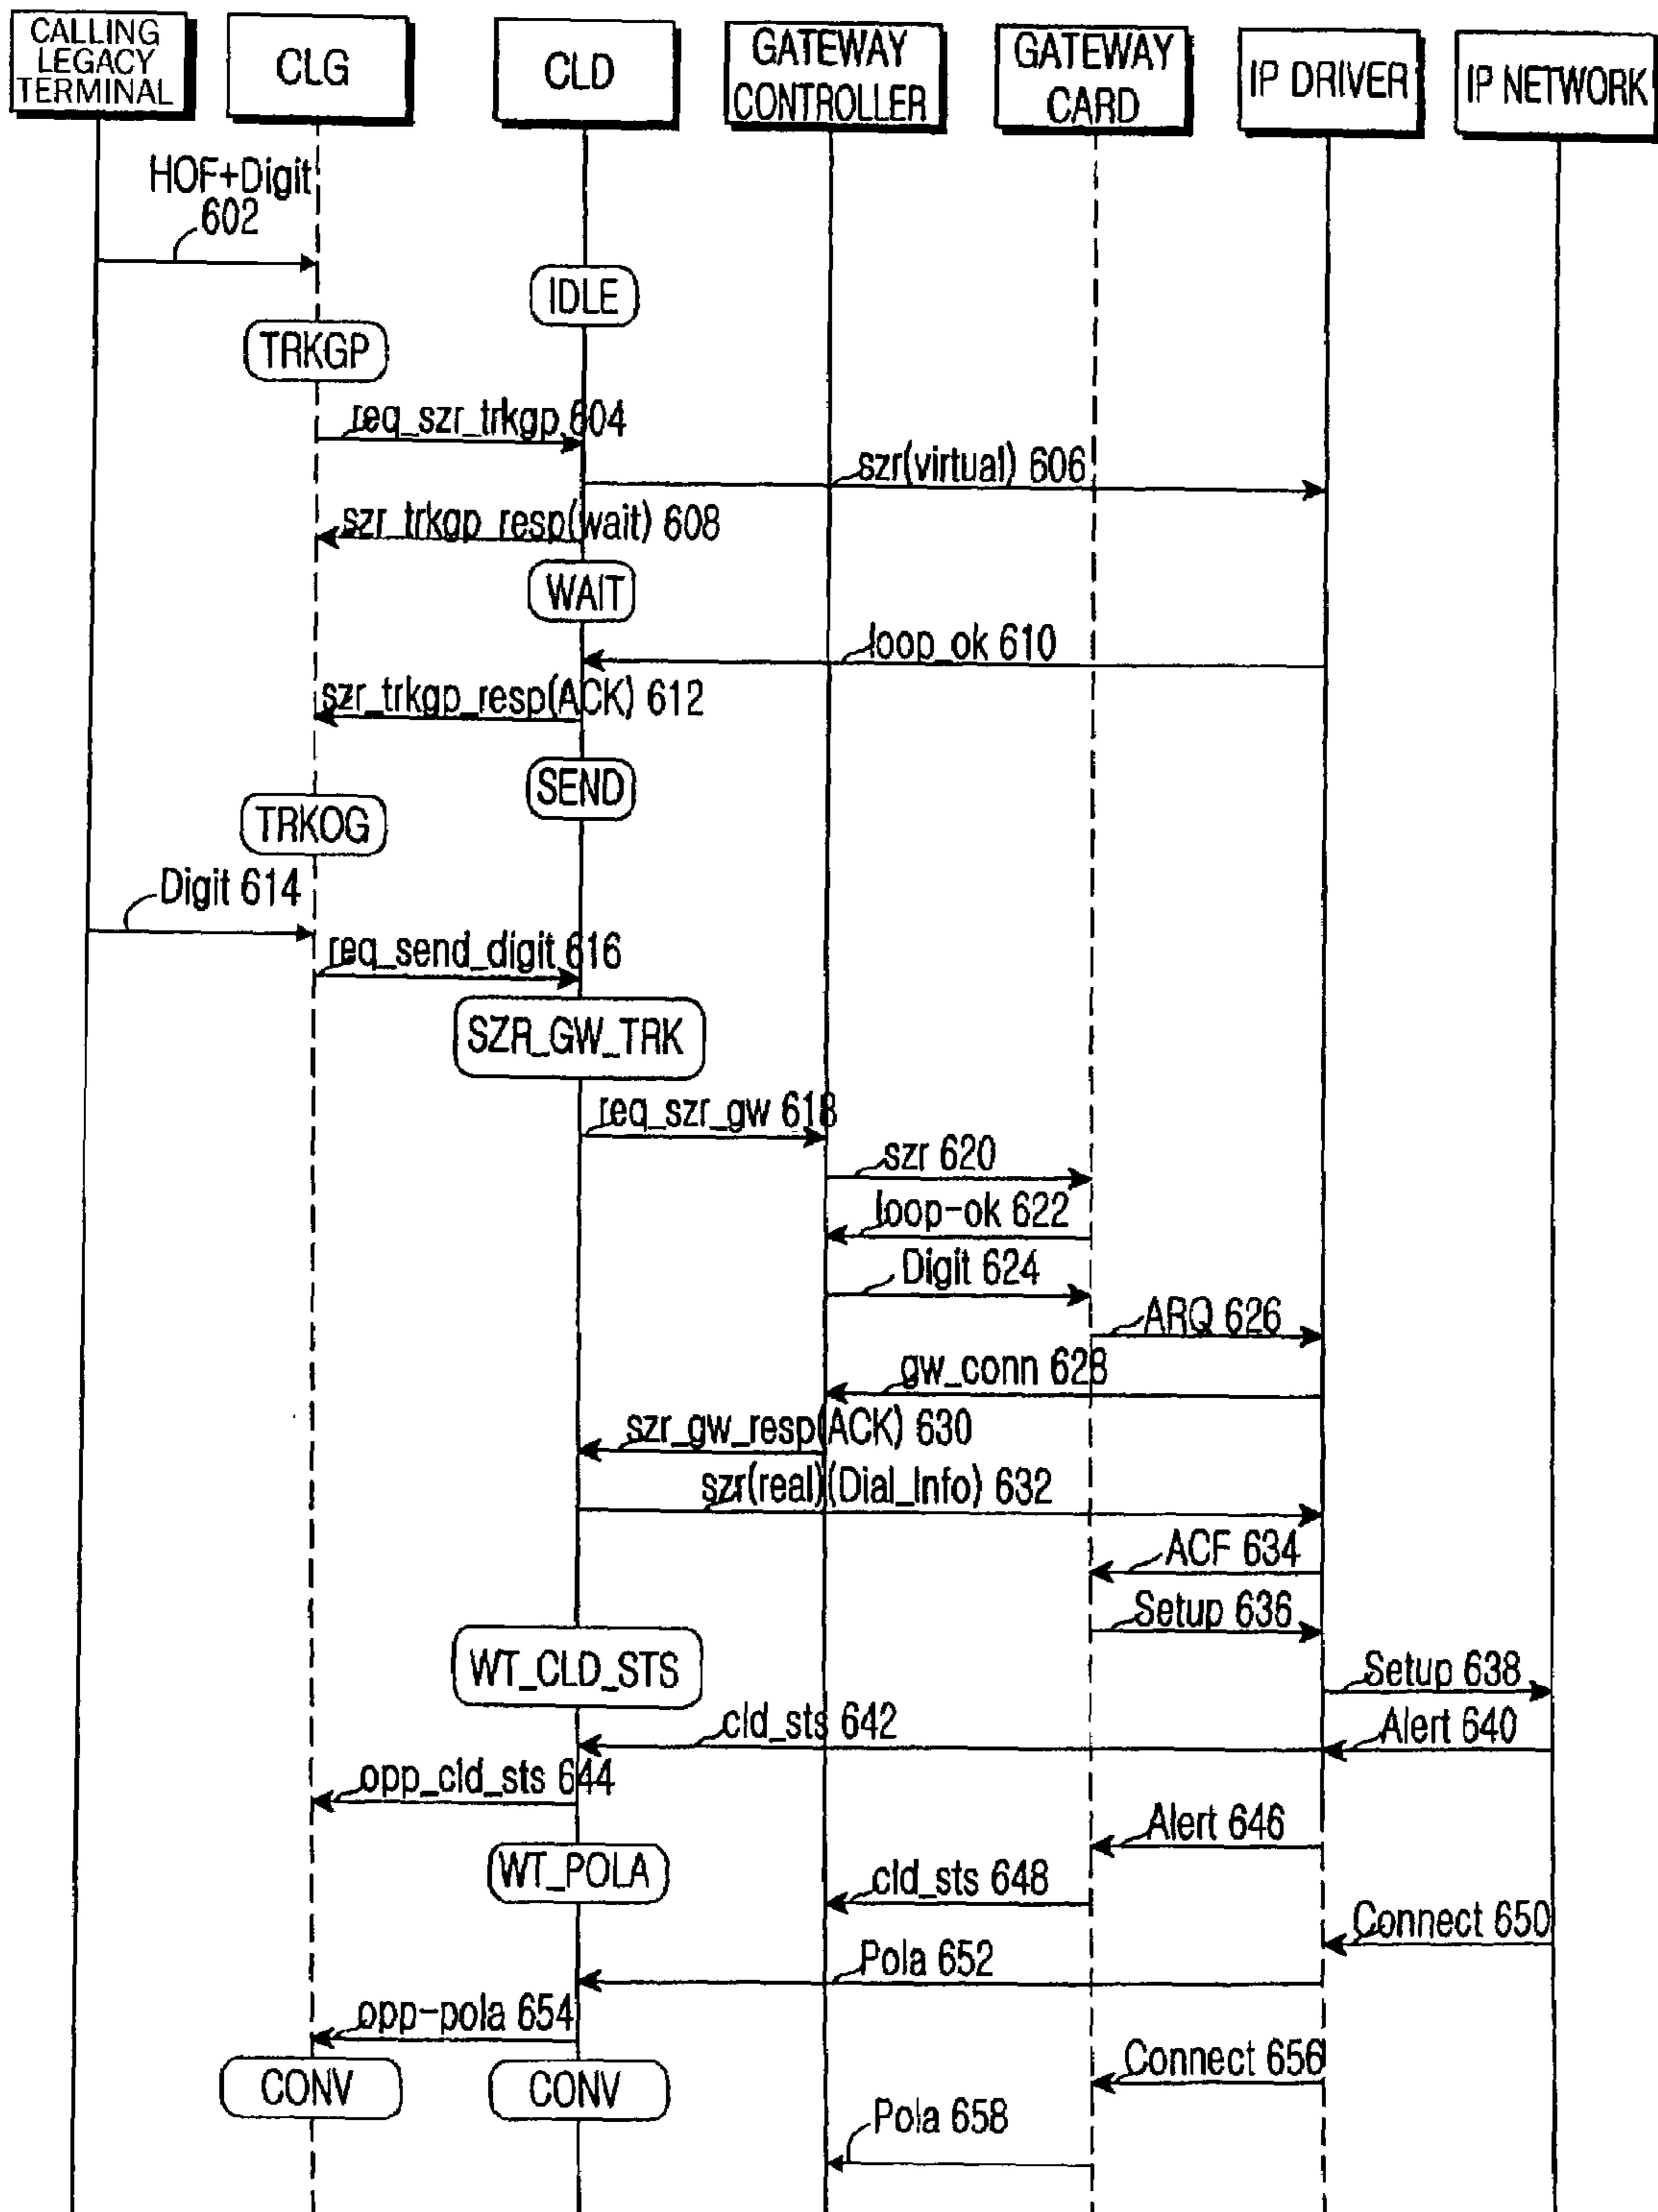 CALLING
LEGACY
TERMINAL
CLG
CLD
GATEWAY
CONTROLLER
GATEWAY
CARD
IP DRIVER
IP NETWORK
HOF+Digit
602
IDLE
TRKGP
req_szr_trkgp 604
szr(virtual) 606
szr_trkgp_resp(wait) 608
WAIT
loop_ok 610
szr_trkgp_resp(ACK) 612
SEND
TRKOG
Digit 614
req_send_digit 616
SZR_GW_TRK
req_szr_gw 618
szr 620
loop-ok 622
Digit 624
ARQ 626
gw_conn 628
szr_gw_resp(ACK) 630
szr(real)(Dial_Info) 632
ACF 634
Setup 636
WT_CLD_STS
Setup 638
cld_sts 642
Alert 640
opp_cld_sts 644
Alert 646
WT_POLA
cld_sts 648
Connect 650
Pola 652
opp-pola 654
Connect 656
CONV
CONV
Pola 658